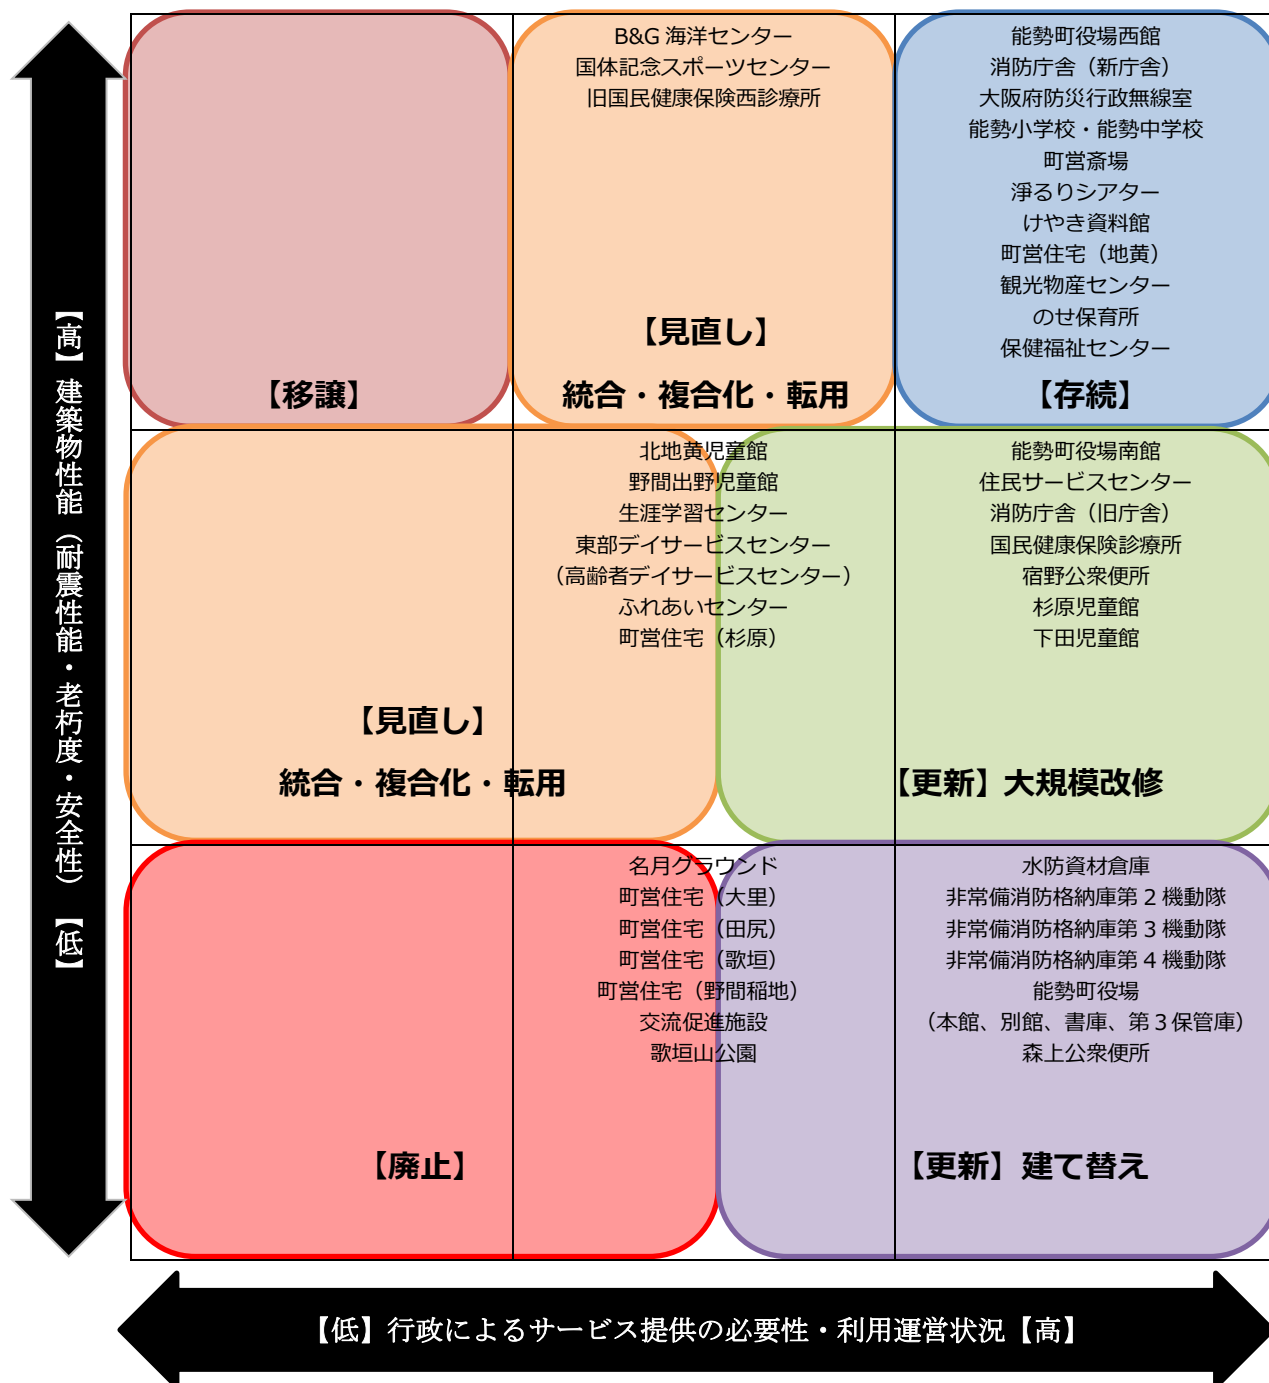 【高】建築物性能（耐震性能・老朽度・安全性）【低】
【移譲】
B&G 海洋センター
国体記念スポーツセンター
旧国民健康保険西診療所
【見直し】
統合・複合化・転用
能勢町役場西館
消防庁舎（新庁舎）
大阪府防災行政無線室
能勢小学校・能勢中学校
町営斎場
淨るりシアター
けやき資料館
町営住宅（地黄）
観光物産センター
のせ保育所
保健福祉センター
【存続】
北地黄児童館
野間出野児童館
生涯学習センター
東部デイサービスセンター
（高齢者デイサービスセンター）
ふれあいセンター
町営住宅（杉原）
【見直し】
統合・複合化・転用
能勢町役場南館
住民サービスセンター
消防庁舎（旧庁舎）
国民健康保険診療所
宿野公衆便所
杉原児童館
下田児童館
【更新】大規模改修
名月グラウンド
町営住宅（大里）
町営住宅（田尻）
町営住宅（歌垣）
町営住宅（野間稲地）
交流促進施設
歌垣山公園
【廃止】
水防資材倉庫
非常備消防格納庫第２機動隊
非常備消防格納庫第３機動隊
非常備消防格納庫第４機動隊
能勢町役場
（本館、別館、書庫、第３保管庫）
森上公衆便所
【更新】建て替え
【低】行政によるサービス提供の必要性・利用運営状況【高】